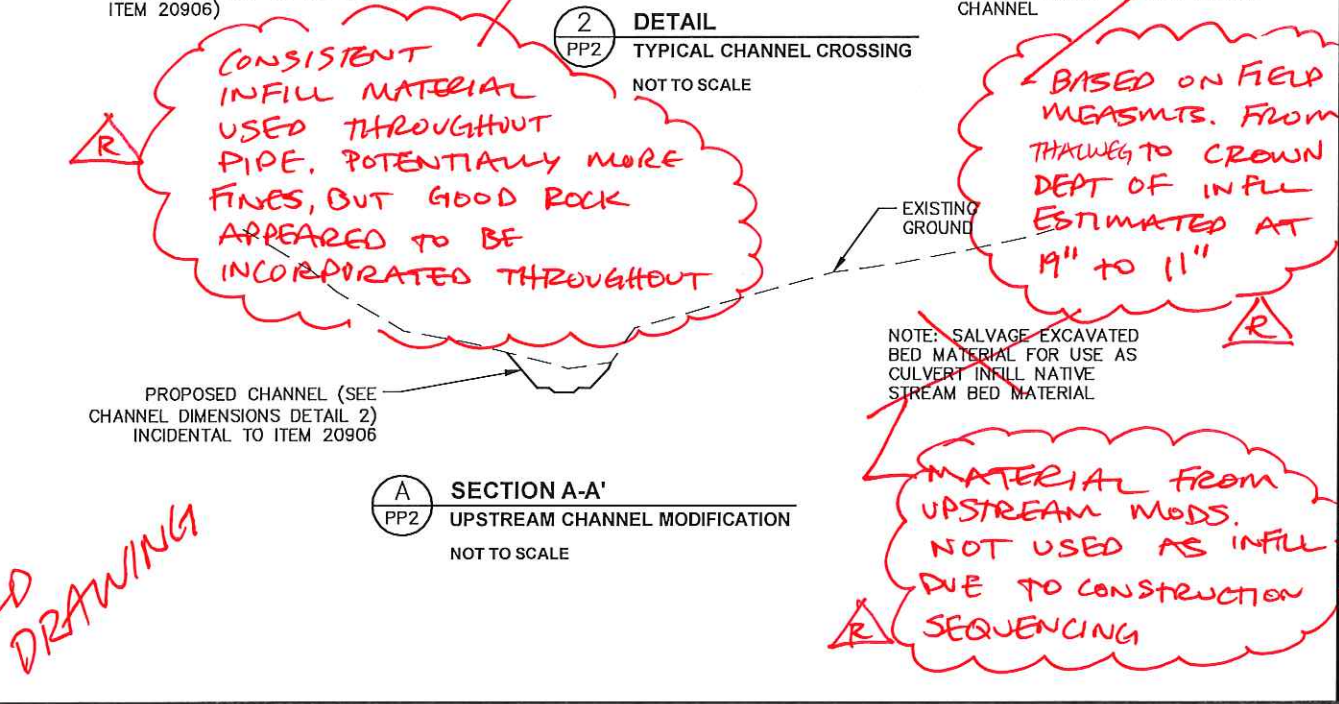 ITEM 20906)
2
PP2
DETAIL
TYPICAL CHANNEL CROSSING
NOT TO SCALE
CHANNEL
CONSISTENT
INFILL MATERIAL
USED THROUGHOUT
PIPE. POTENTIALLY MORE
FINES, BUT GOOD ROCK
APPEARED TO BE
INCORPORATED THROUGHOUT
R
BASED ON FIELD
MEASMTS. FROM
THALWEG TO CROWN
DEPT OF INFLL
ESTIMATED AT
19" TO 11"
R
EXISTING
GROUND
NOTE: SALVAGE EXCAVATED
BED MATERIAL FOR USE AS
CULVERT INFILL NATIVE
STREAM BED MATERIAL
PROPOSED CHANNEL (SEE
CHANNEL DIMENSIONS DETAIL 2)
INCIDENTAL TO ITEM 20906
A
PP2
SECTION A-A'
UPSTREAM CHANNEL MODIFICATION
NOT TO SCALE
MATERIAL FROM
UPSTREAM MODS.
NOT USED AS INFILL
DUE TO CONSTRUCTION
SEQUENCING
R
D
DRAWING